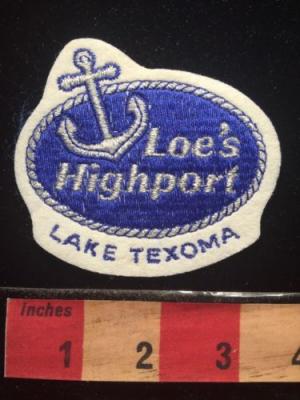 Loe's
Highport
LAKE TEXOMA
inches
1 2 3 4